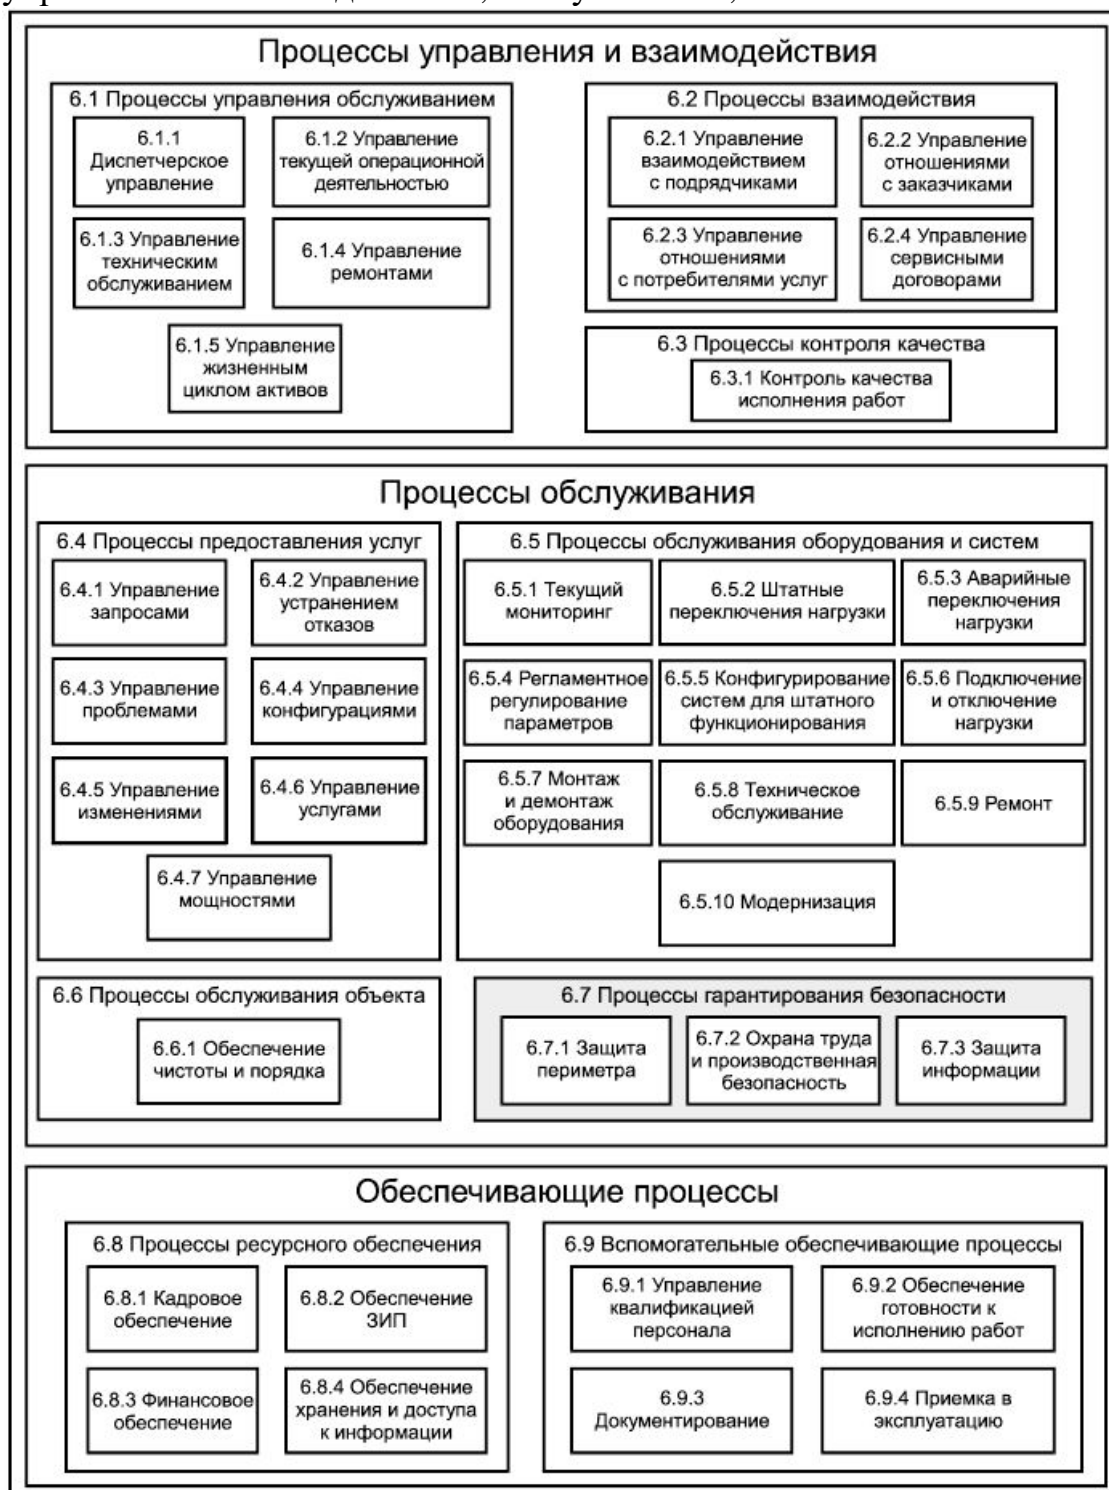 Процессы управления и взаимодействия
6.1 Процессы управления обслуживанием
6.1.1
Диспетчерское
управление
6.1.2 Управление
текущей операционной
деятельностью
6.1.3 Управление
техническим
обслуживанием
6.1.4 Управление
ремонтами
6.1.5 Управление
жизненным
циклом активов
6.2 Процессы взаимодействия
6.2.1 Управление
взаимодействием
с подрядчиками
6.2.2 Управление
отношениями
с заказчиками
6.2.3 Управление
отношениями
с потребителями услуг
6.2.4 Управление
сервисными
договорами
6.3 Процессы контроля качества
6.3.1 Контроль качества
исполнения работ
Процессы обслуживания
6.4 Процессы предоставления услуг
6.4.1 Управление
запросами
6.4.2 Управление
устранением
отказов
6.4.3 Управление
проблемами
6.4.4 Управление
конфигурациями
6.4.5 Управление
изменениями
6.4.6 Управление
услугами
6.4.7 Управление
мощностями
6.5 Процессы обслуживания оборудования и систем
6.5.1 Текущий
мониторинг
6.5.2 Штатные
переключения нагрузки
6.5.3 Аварийные
переключения
нагрузки
6.5.4 Регламентное
регулирование
параметров
6.5.5 Конфигурирование
систем для штатного
функционирования
6.5.6 Подключение
и отключение
нагрузки
6.5.7 Монтаж
и демонтаж
оборудования
6.5.8 Техническое
обслуживание
6.5.9 Ремонт
6.5.10 Модернизация
6.6 Процессы обслуживания объекта
6.6.1 Обеспечение
чистоты и порядка
6.7 Процессы гарантирования безопасности
6.7.1 Защита
периметра
6.7.2 Охрана труда
и производственная
безопасность
6.7.3 Защита
информации
Обеспечивающие процессы
6.8 Процессы ресурсного обеспечения
6.8.1 Кадровое
обеспечение
6.8.2 Обеспечение
ЗИП
6.8.3 Финансовое
обеспечение
6.8.4 Обеспечение
хранения и доступа
к информации
6.9 Вспомогательные обеспечивающие процессы
6.9.1 Управление
квалификацией
персонала
6.9.2 Обеспечение
готовности к
исполнению работ
6.9.3
Документирование
6.9.4 Приемка в
эксплуатацию